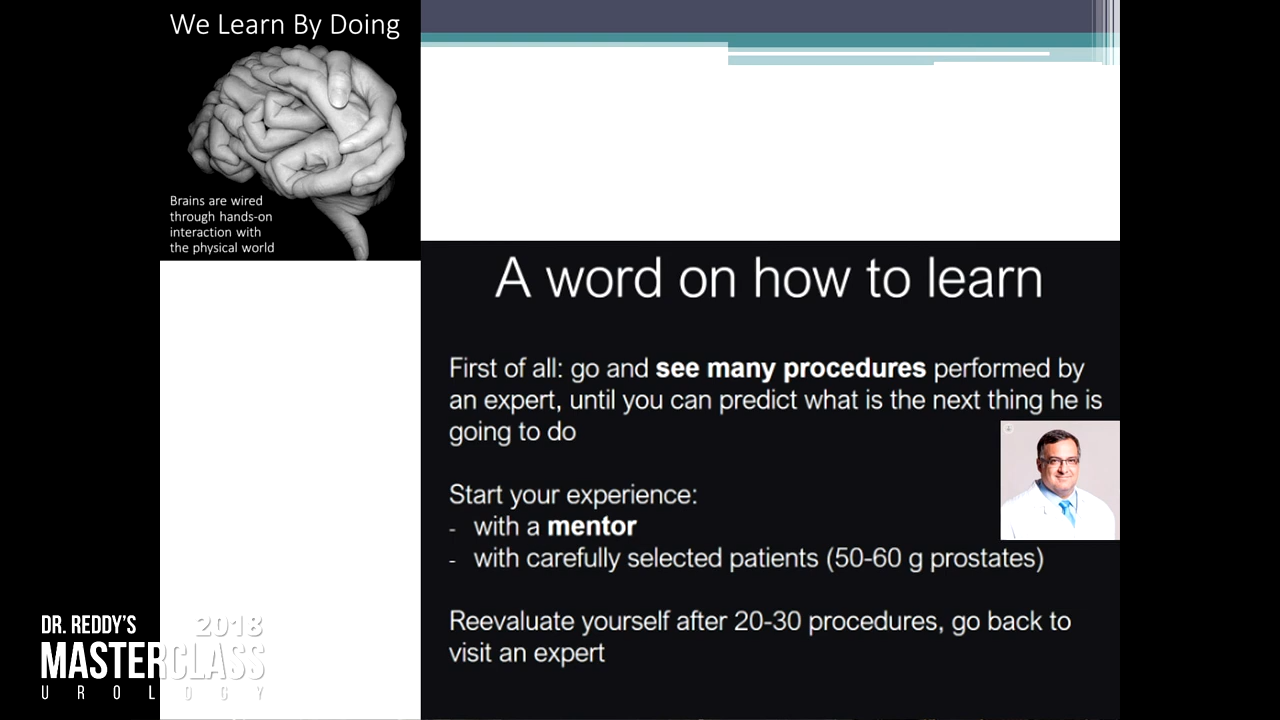 We Learn By Doing
Brains are wired
through hands-on
interaction with
the physical world
A word on how to learn
First of all: go and see many procedures performed by
an expert, until you can predict what is the next thing he is
going to do
Start your experience:
- with a mentor
- with carefully selected patients (50-60 g prostates)
Reevaluate yourself after 20-30 procedures, go back to
visit an expert
DR. REDDY'S 2018
MASTERCLASS
UROLOGY